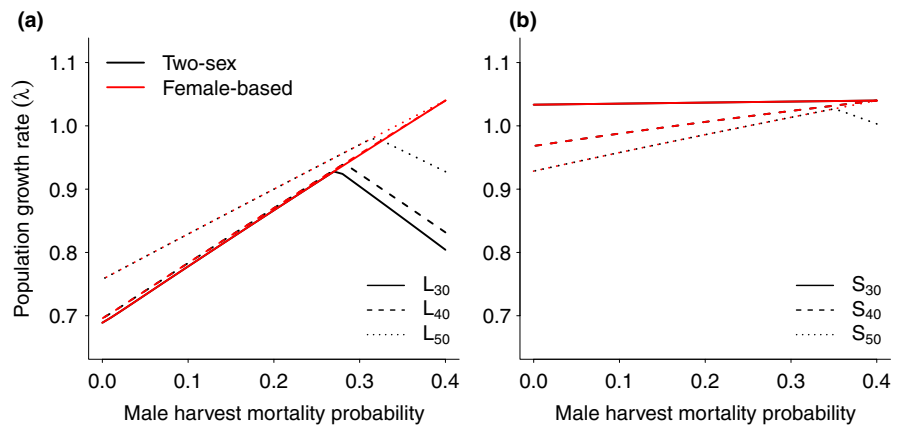 (a)
(b)
Population growth rate (λ)
1.1
1.0
0.9
0.8
0.7
Two-sex
Female-based
L30
L40
L50
0.0 0.1 0.2 0.3 0.4
Male harvest mortality probability
1.1
1.0
0.9
0.8
0.7
S30
S40
S50
0.0 0.1 0.2 0.3 0.4
Male harvest mortality probability